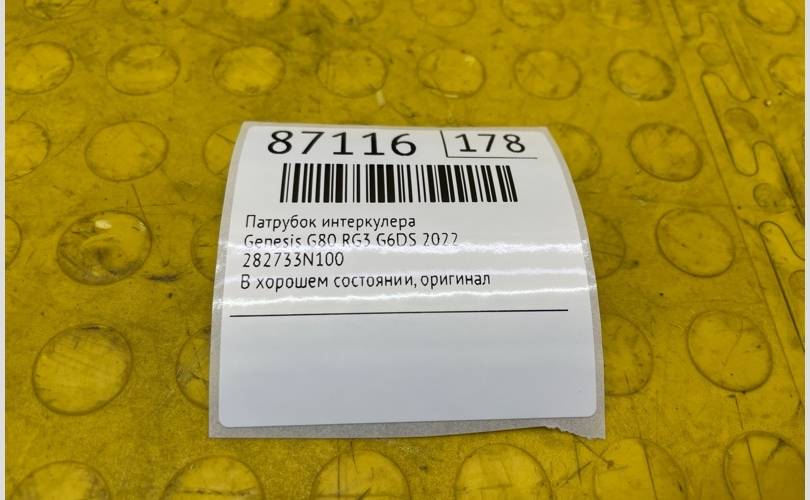 87116 178
Патрубок интеркулера
Genesis G80 RG3 G6DS 2022
282733N100
В хорошем состоянии, оригинал